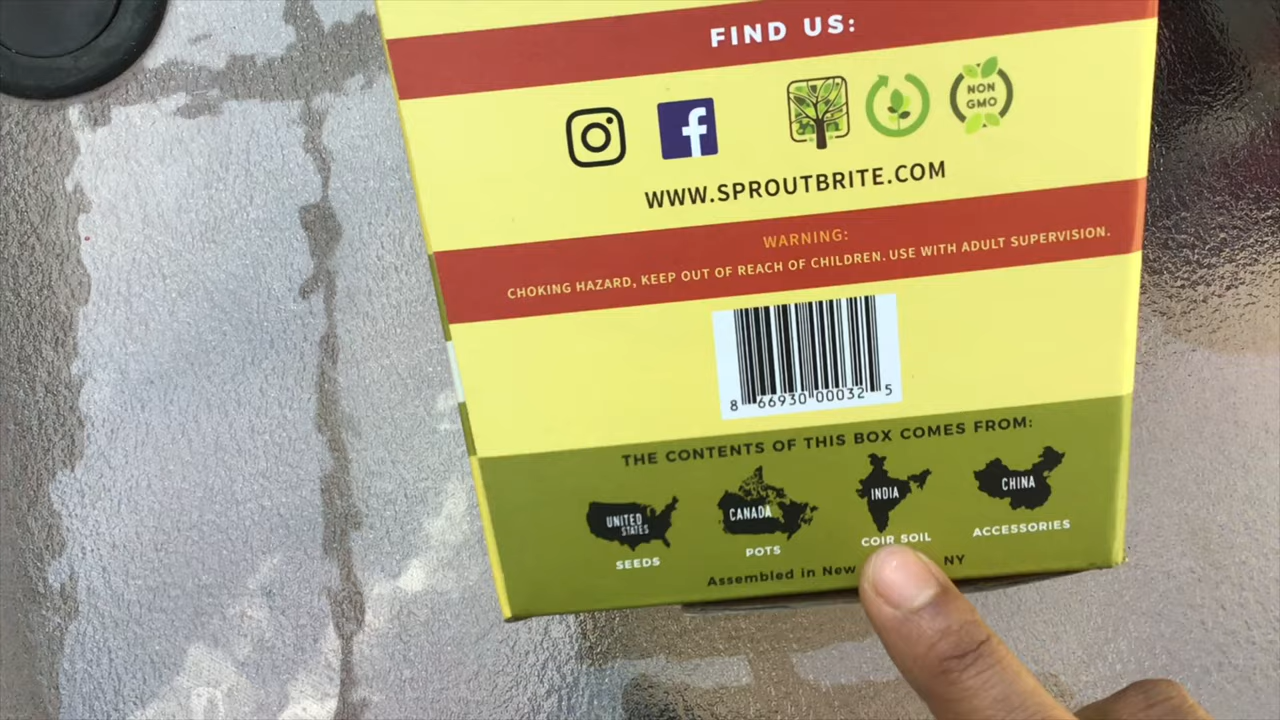 FIND US:
NON
GMO
WWW.SPROUTBRITE.COM
WARNING:
CHOKING HAZARD, KEEP OUT OF REACH OF CHILDREN. USE WITH ADULT SUPERVISION.
8 66930 00032 5
THE CONTENTS OF THIS BOX COMES FROM:
UNITED
STATES
SEEDS
CANADA
POTS
INDIA
COIR SOIL
CHINA
ACCESSORIES
Assembled in New NY